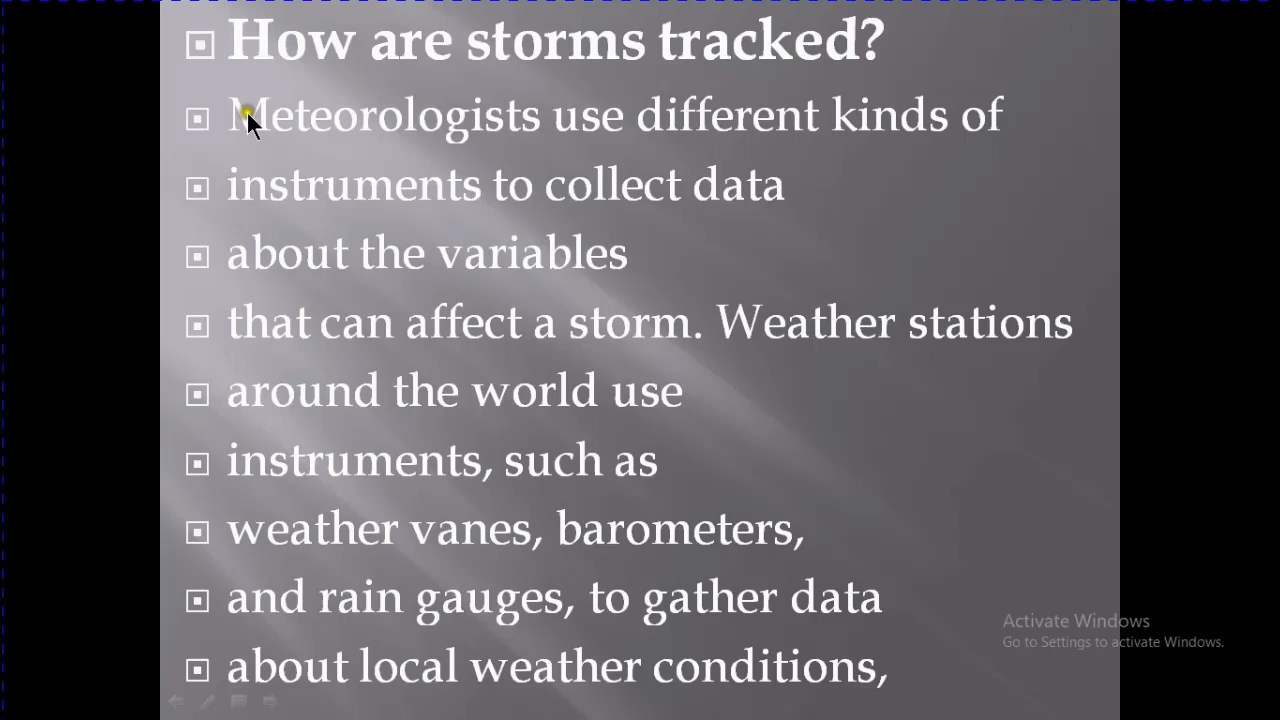 How are storms tracked?
Meteorologists use different kinds of
instruments to collect data
about the variables
that can affect a storm. Weather stations
around the world use
instruments, such as
weather vanes, barometers,
and rain gauges, to gather data
about local weather conditions,
Activate Windows
Go to Settings to activate Windows.